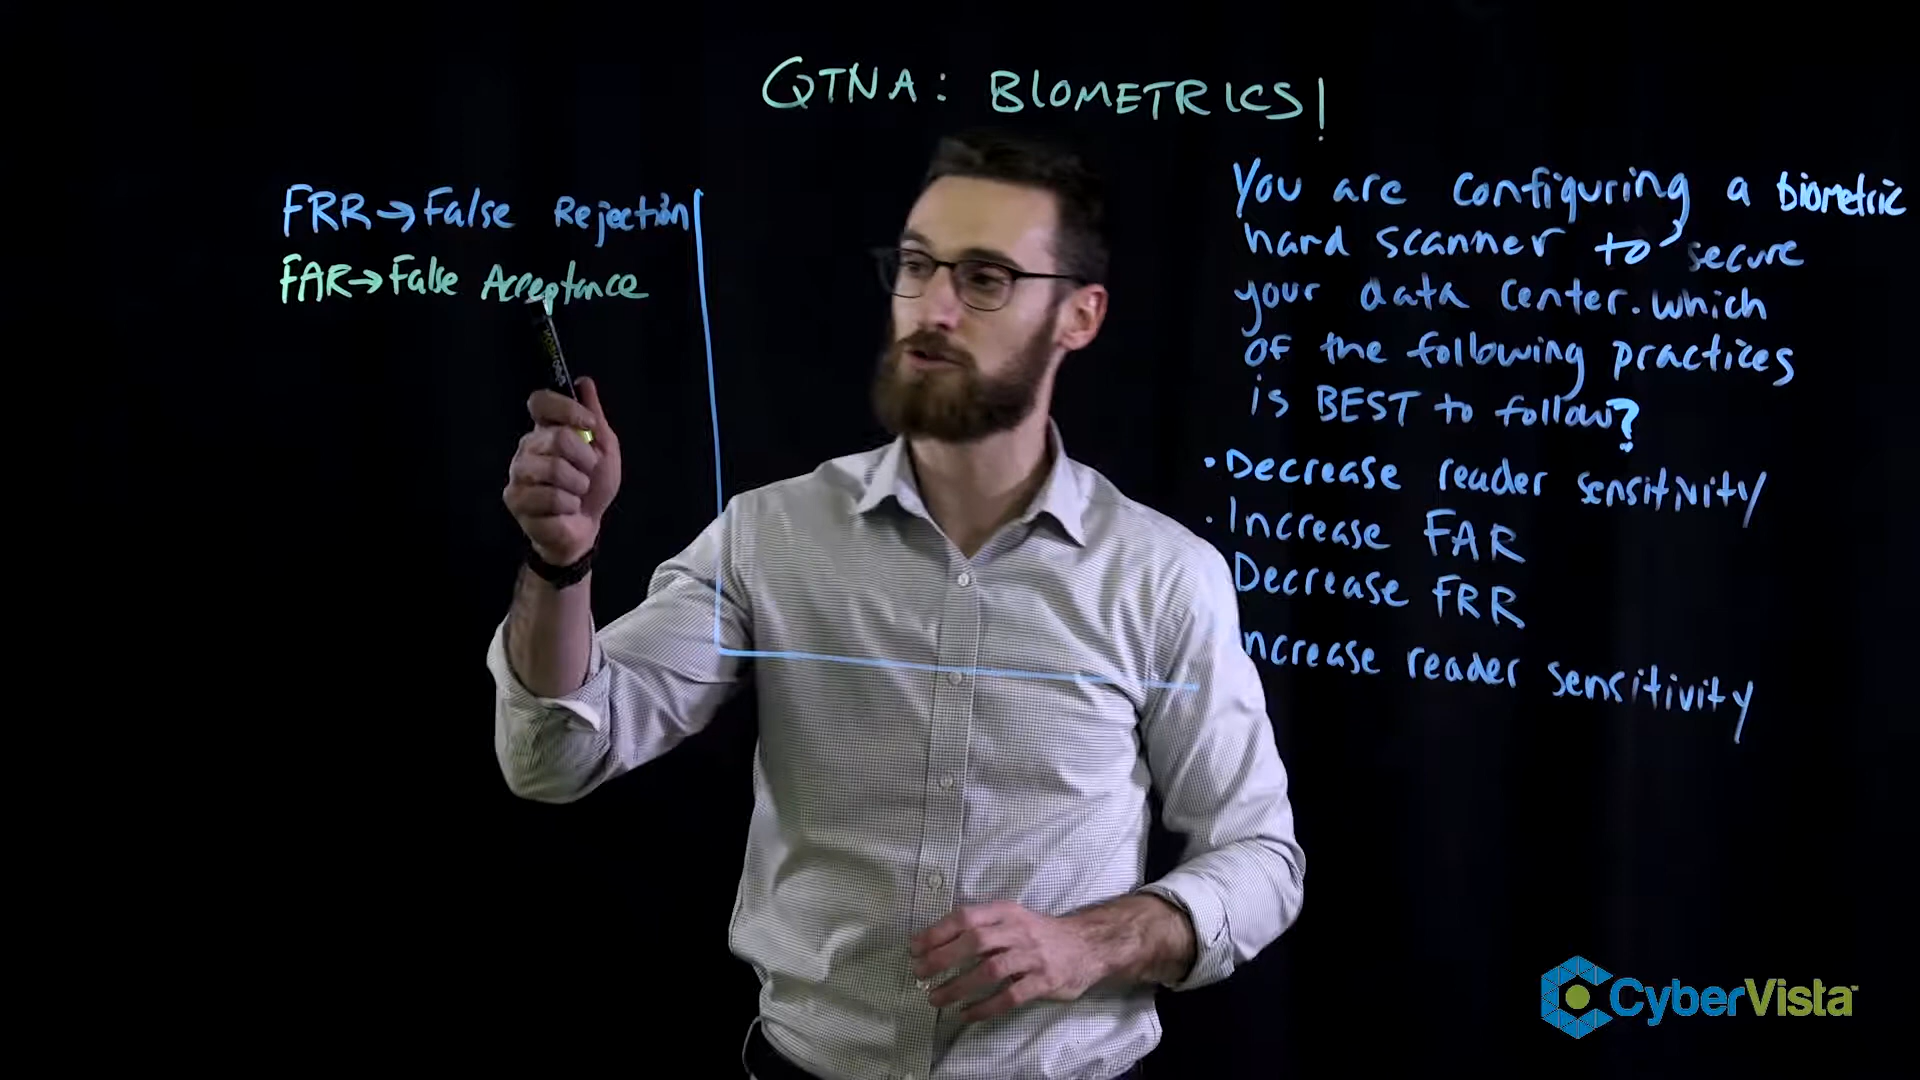 QTNA: BIOMETRICS!
FRR→False Rejection
FAR→False Acceptance
You are configuring a biometric
hand scanner to secure
your data center. which
of the following practices
is BEST to follow?
• Decrease reader sensitivity
• Increase FAR
Decrease FRR
ncrease reader sensitivity
CyberVista